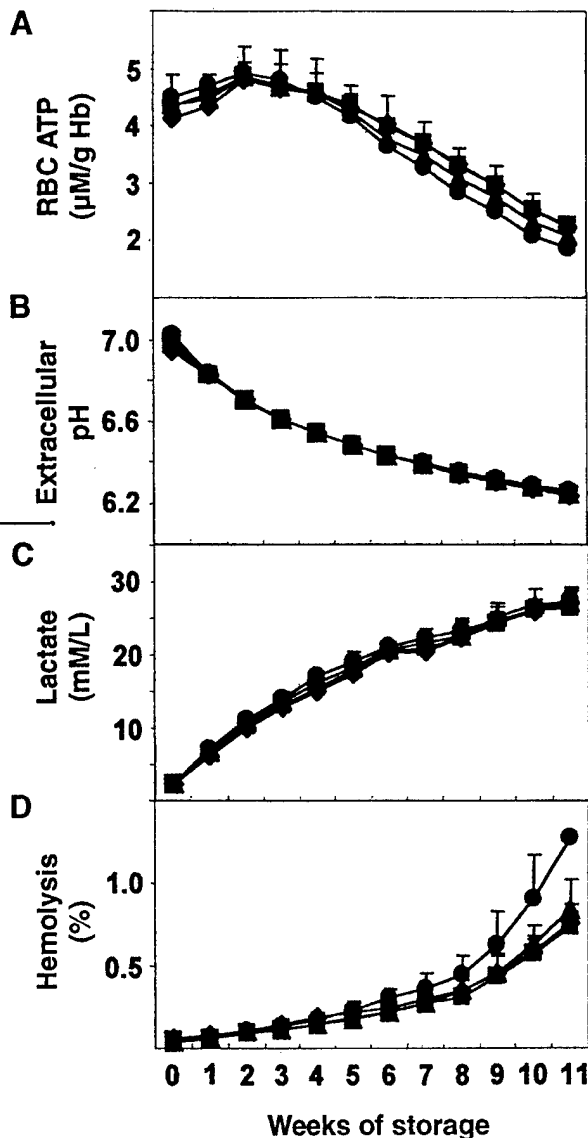 A
RBC ATP
(µM/g Hb)
5
4
3
2
B
Extracellular
pH
7.0
6.6
6.2
C
Lactate
(mM/L)
30
20
10
D
Hemolysis
(%)
1.0
0.5
0 1 2 3 4 5 6 7 8 9 10 11
Weeks of storage